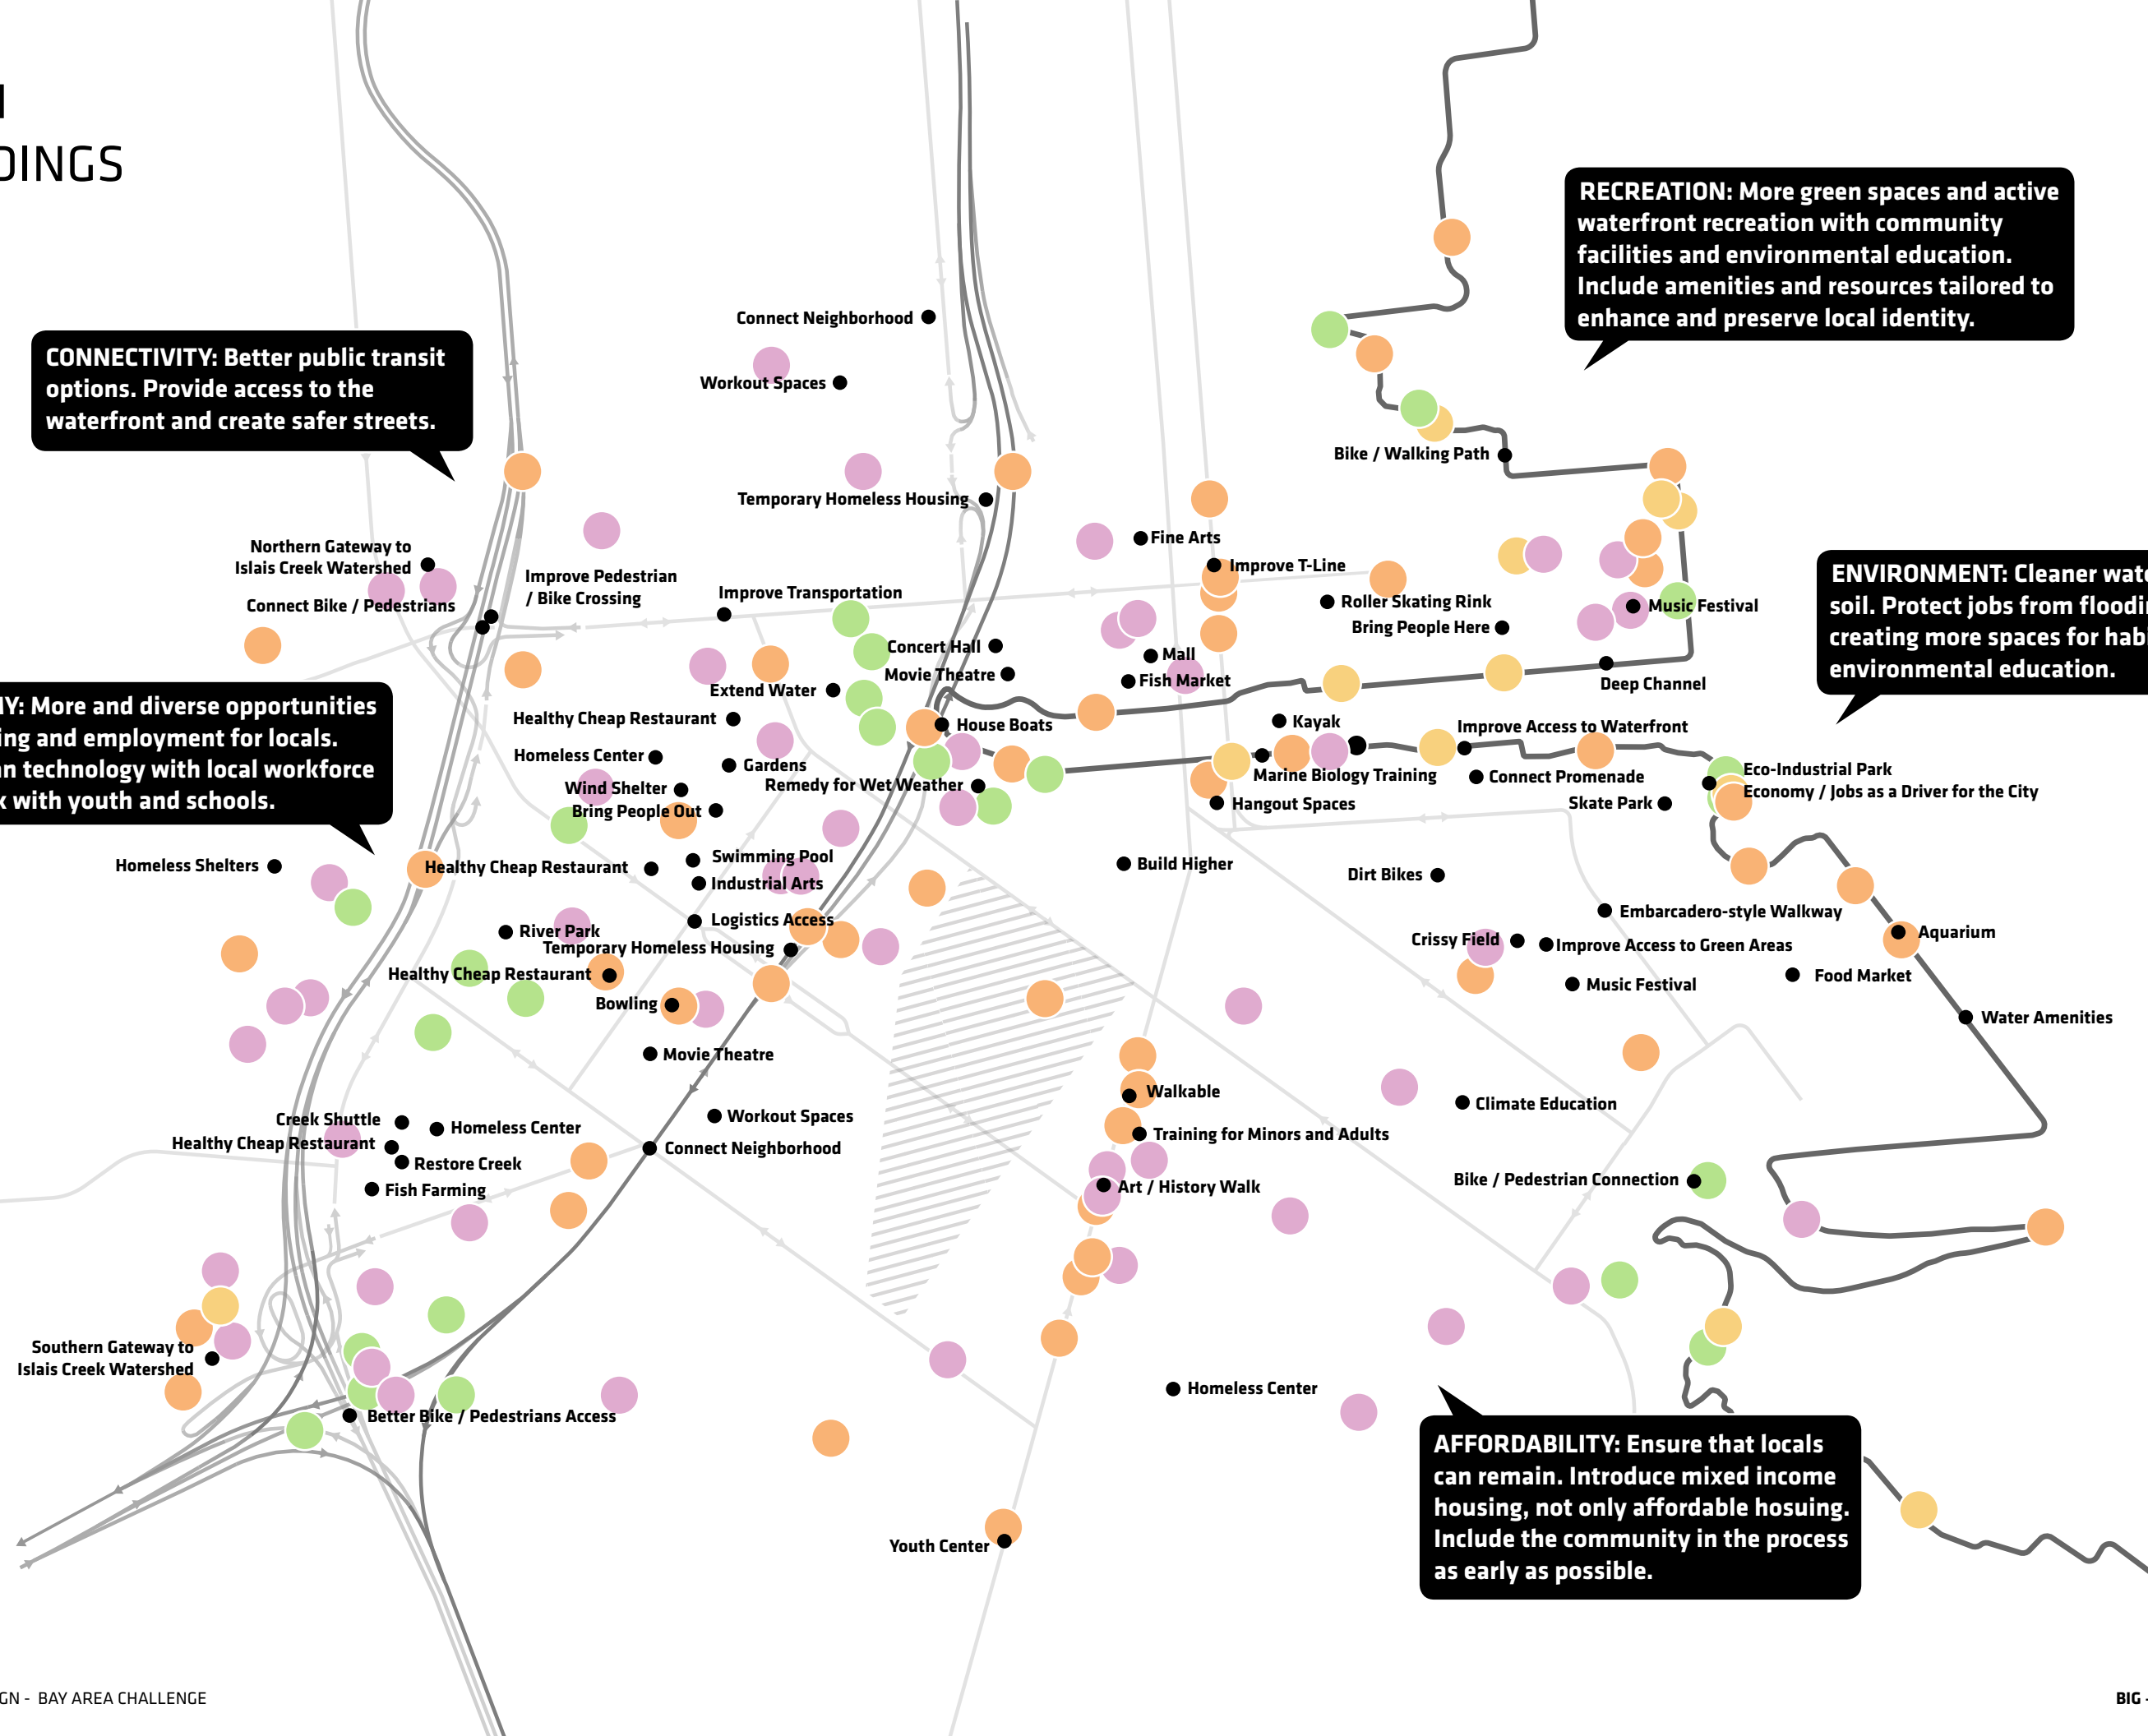 DINGS
RECREATION: More green spaces and active
waterfront recreation with community
facilities and environmental education.
Include amenities and resources tailored to
enhance and preserve local identity.
Connect Neighborhood
CONNECTIVITY: Better public transit
options. Provide access to the
waterfront and create safer streets.
Workout Spaces
Bike / Walking Path
Temporary Homeless Housing
Fine Arts
Northern Gateway to
Islais Creek Watershed
Improve T-Line
Improve Pedestrian
/ Bike Crossing
Improve Transportation
Connect Bike / Pedestrians
Roller Skating Rink
Music Festival
Bring People Here
ENVIRONMENT: Cleaner
soil. Protect jobs from
creating more spaces for
environmental education.
Concert Hall
Mall
Movie Theatre
Fish Market
Deep Channel
Extend Water
MY: More and diverse opportunities
ing and employment for locals.
technology with local workforce
with youth and schools.
Healthy Cheap Restaurant
House Boats
Kayak
Improve Access to Waterfront
Homeless Center
Gardens
Marine Biology Training
Connect Promenade
Eco-Industrial Park
Economy / Jobs as a Driver for the City
Wind Shelter
Remedy for Wet Weather
Hangout Spaces
Skate Park
Bring People Out
Homeless Shelters
Healthy Cheap Restaurant
Swimming Pool
Industrial Arts
Build Higher
Dirt Bikes
Logistics Access
Embarcadero-style Walkway
River Park
Temporary Homeless Housing
Crissy Field
Improve Access to Green Areas
Aquarium
Healthy Cheap Restaurant
Food Market
Music Festival
Bowling
Water Amenities
Movie Theatre
Walkable
Climate Education
Creek Shuttle
Homeless Center
Workout Spaces
Training for Minors and Adults
Healthy Cheap Restaurant
Connect Neighborhood
Restore Creek
Fish Farming
Art / History Walk
Bike / Pedestrian Connection
Southern Gateway to
Islais Creek Watershed
Homeless Center
Better Bike / Pedestrians Access
AFFORDABILITY: Ensure that locals
can remain. Introduce mixed income
housing, not only affordable hosuing.
Include the community in the process
as early as possible.
Youth Center
GN - BAY AREA CHALLENGE
BIG -